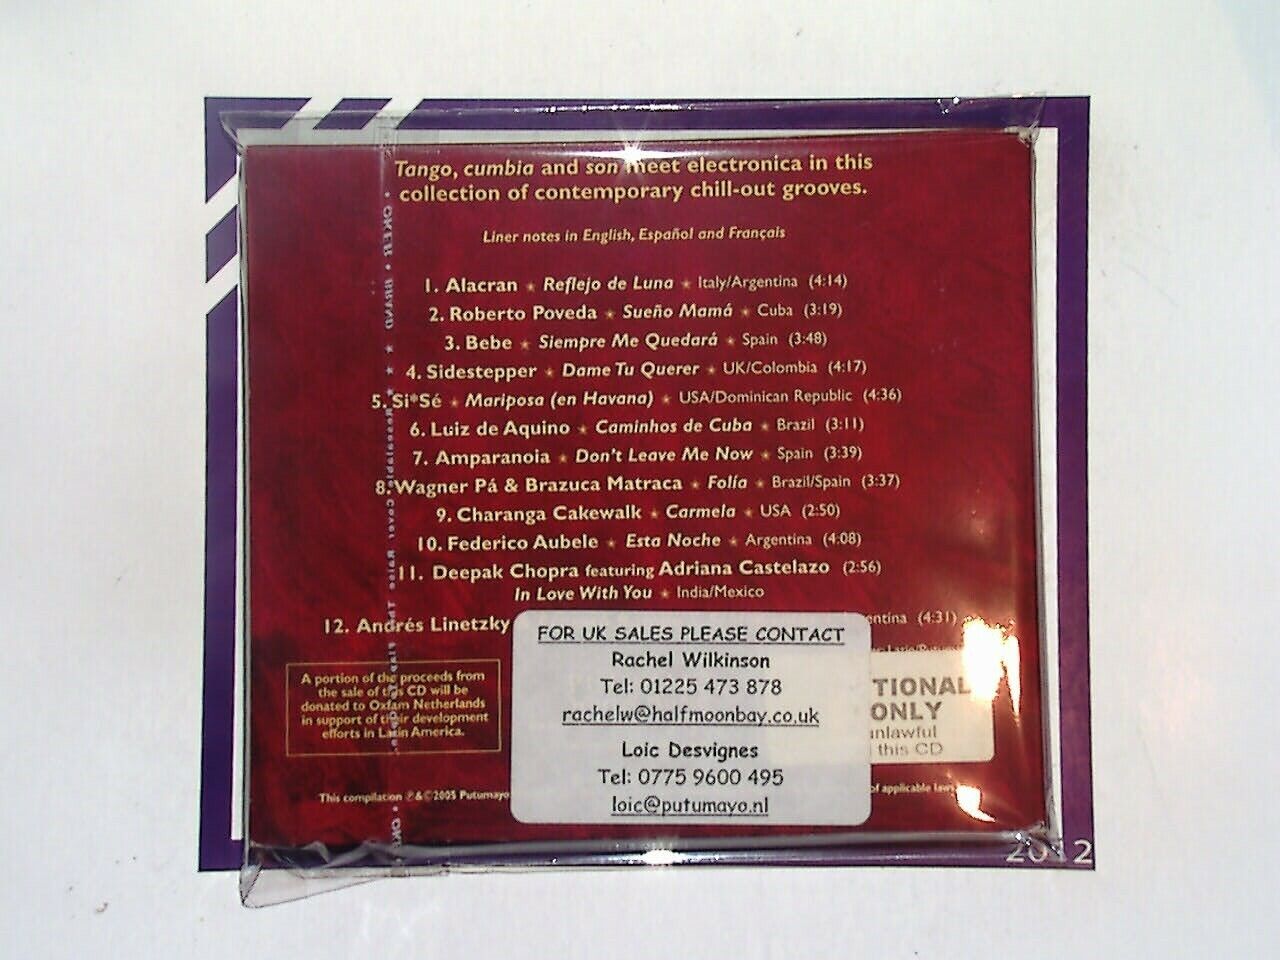 Tango, cumbia and son meet electronica in this
collection of contemporary chill-out grooves.
Liner notes in English, Español and Français
1. Alacran ★ Reflejo de Luna ★ Italy/Argentina (4:14)
2. Roberto Poveda ★ Sueño Mamá ★ Cuba (3:19)
3. Bebe ★ Siempre Me Quedará ★ Spain (3:48)
4. Sidestepper ★ Dame Tu Querer ★ UK/Colombia (4:17)
5. Si*Sé ★ Mariposa (en Havana) ★ USA/Dominican Republic (4:36)
6. Luiz de Aquino ★ Caminhos de Cuba ★ Brazil (3:11)
7. Amparanoia ★ Don't Leave Me Now ★ Spain (3:39)
8. Wagner Pá & Brazuca Matraca ★ Folía ★ Brazil/Spain (3:37)
9. Charanga Cakewalk ★ Carmela ★ USA (2:50)
10. Federico Aubele ★ Esta Noche ★ Argentina (4:08)
11. Deepak Chopra featuring Adriana Castelazo (2:56)
In Love With You ★ India/Mexico
12. Andrés Linetzky entina (4:31)
FOR UK SALES PLEASE CONTACT
Rachel Wilkinson
Tel: 01225 473 878
rachelw@halfmoonbay.co.uk
Loic Desvignes
Tel: 0775 9600 495
loic@putumayo.nl
A portion of the proceeds from
the sale of this CD will be
donated to Oxfam Netherlands
in support of their development
efforts in Latin America.
TIONAL
ONLY
unlawful
this CD
This compilation ℗&©2005 Putumayo
of applicable laws
2012